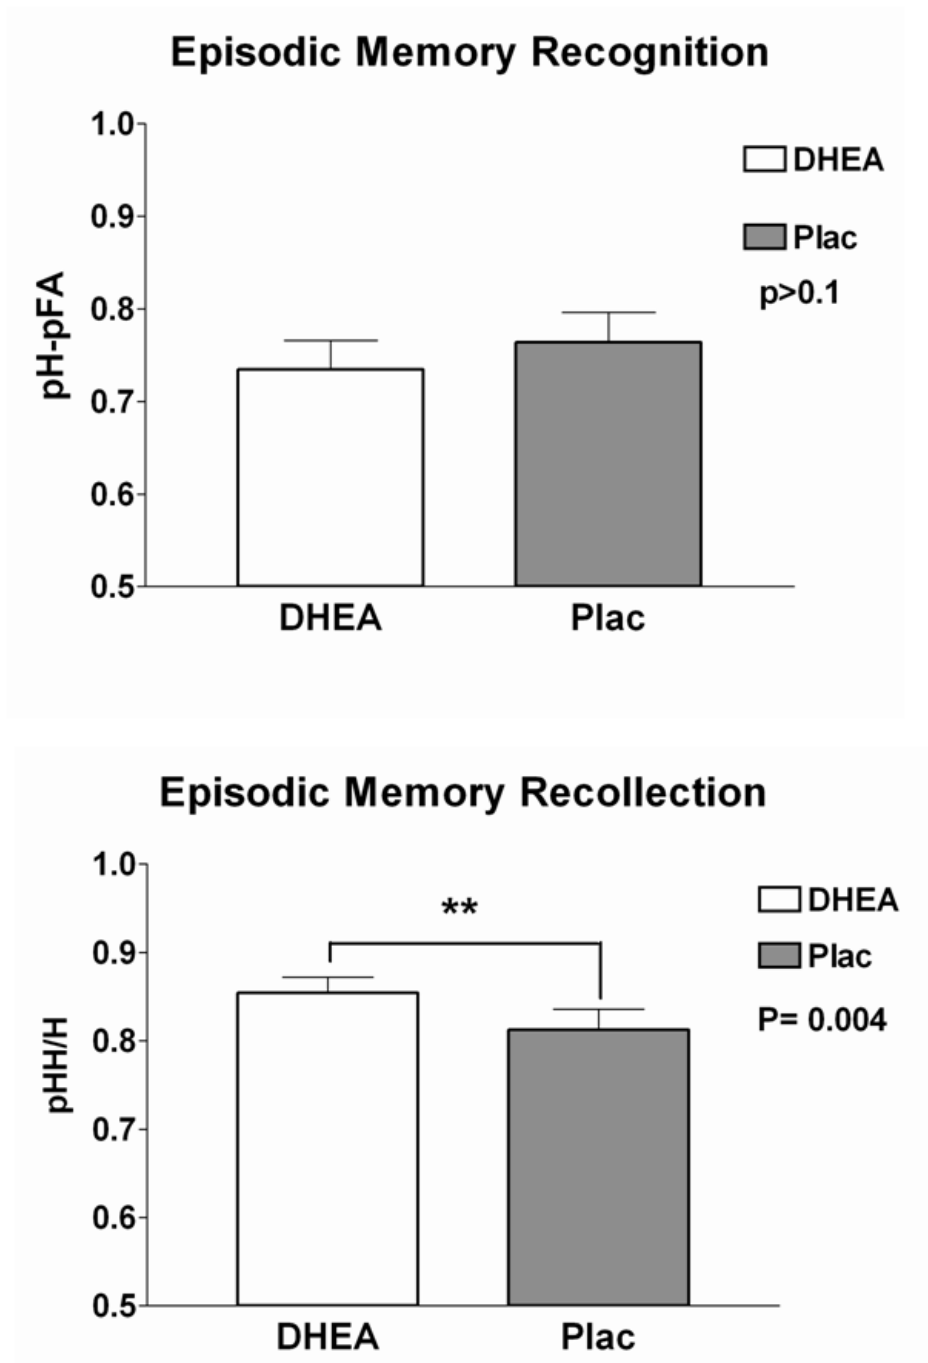 Episodic Memory Recognition
1.0
0.9
0.8
0.7
0.6
0.5
pH-pFA
DHEA
Plac
p>0.1
DHEA
Plac
Episodic Memory Recollection
1.0
0.9
0.8
0.7
0.6
0.5
pHH/H
**
DHEA
Plac
P= 0.004
DHEA
Plac